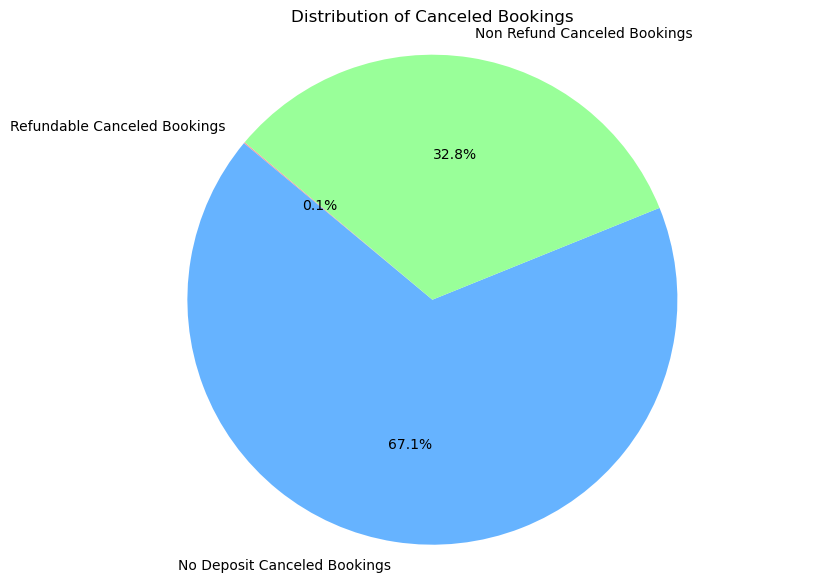 Distribution of Canceled Bookings
Non Refund Canceled Bookings
Refundable Canceled Bookings
32.8%
0.1%
67.1%
No Deposit Canceled Bookings